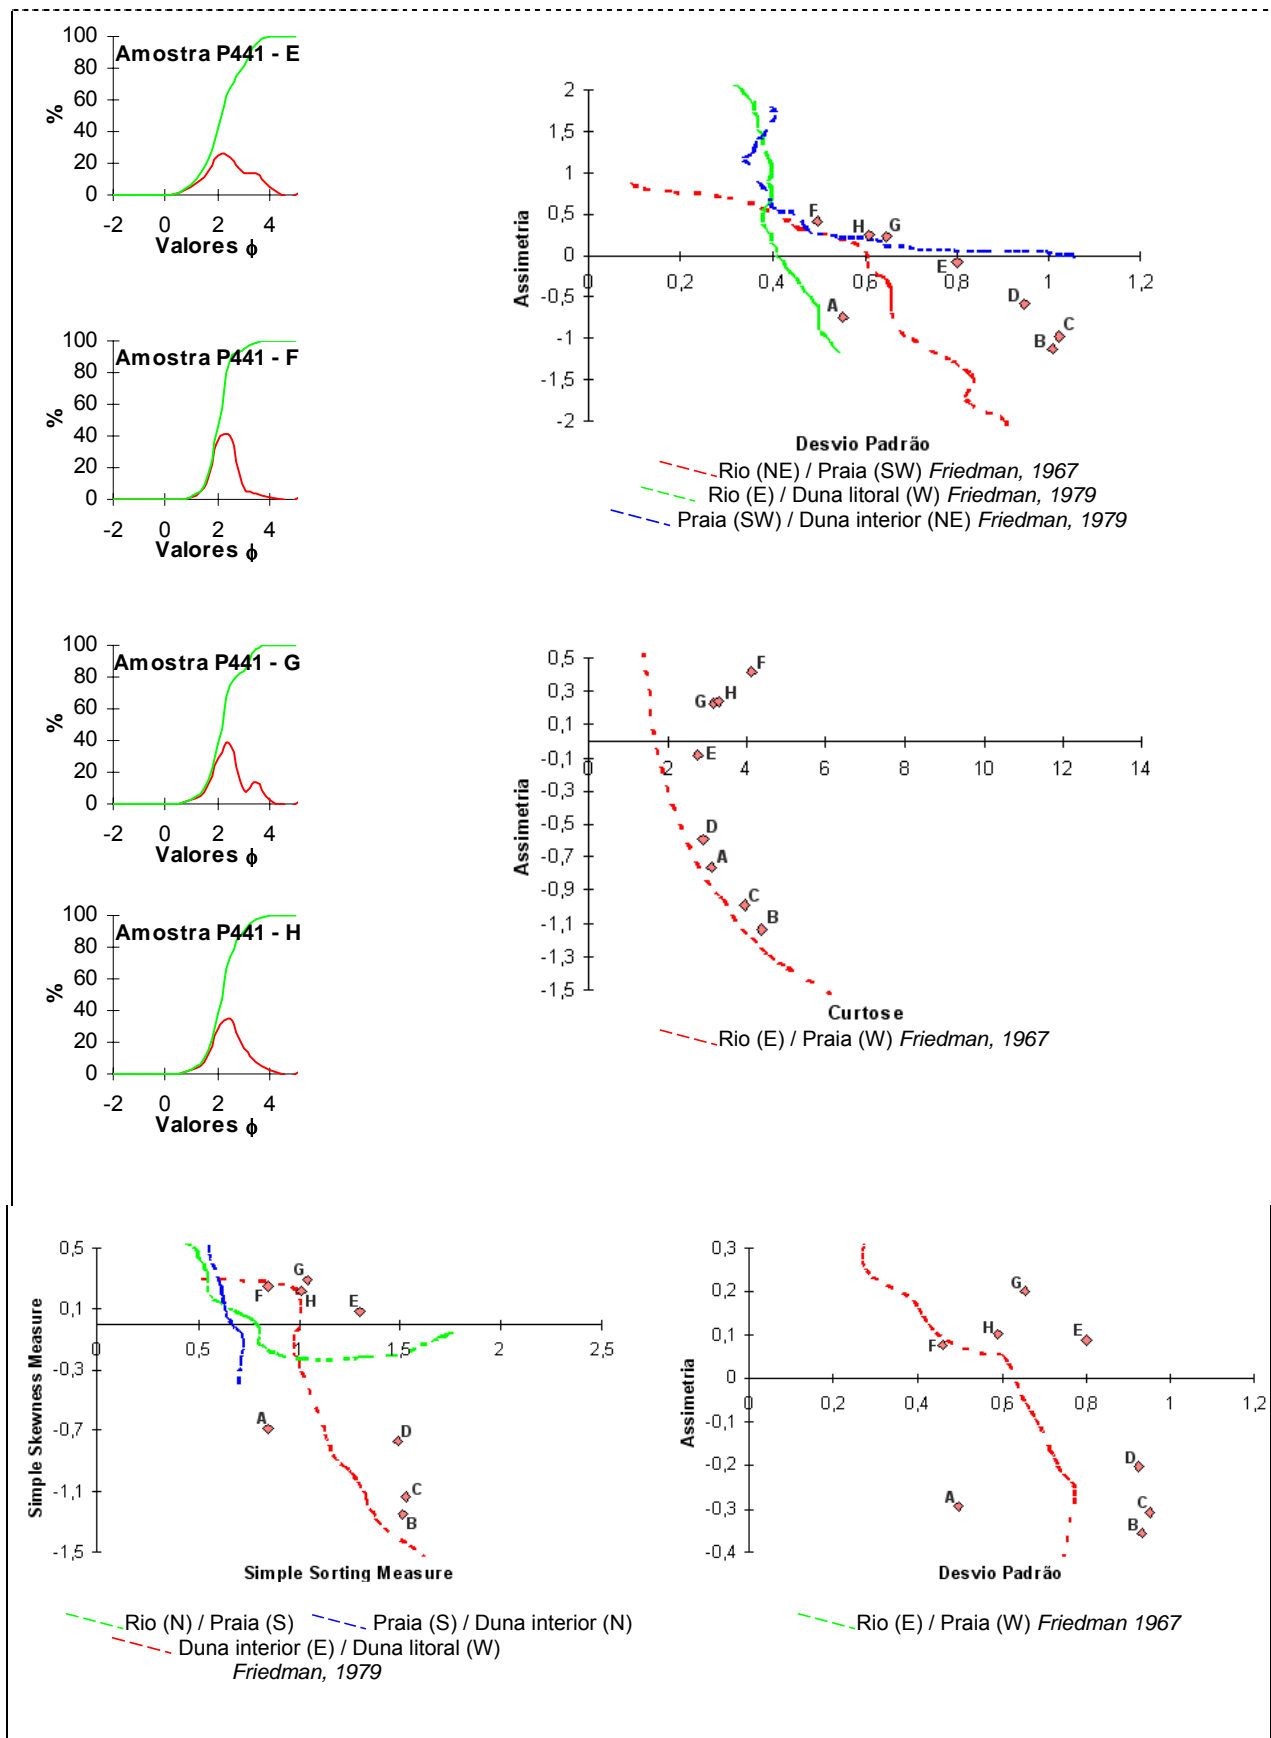 Amostra P441 - E
100
80
60
40
20
0
%
-2 0 2 4
Valores ϕ
Amostra P441 - F
100
80
60
40
20
0
%
-2 0 2 4
Valores ϕ
Amostra P441 - G
100
80
60
40
20
0
%
-2 0 2 4
Valores ϕ
Amostra P441 - H
100
80
60
40
20
0
%
-2 0 2 4
Valores ϕ
2
1,5
1
0,5
0
-0,5
-1
-1,5
-2
Assimetria
0 0,2 0,4 0,6 0,8 1 1,2
F
H
G
E
A
D
C
B
Desvio Padrão
Rio (NE) / Praia (SW) Friedman, 1967
Rio (E) / Duna litoral (W) Friedman, 1979
Praia (SW) / Duna interior (NE) Friedman, 1979
0,5
0,3
0,1
-0,1
-0,3
-0,5
-0,7
-0,9
-1,1
-1,3
-1,5
Assimetria
0 2 4 6 8 10 12 14
F
G
H
E
D
A
C
B
Curtose
Rio (E) / Praia (W) Friedman, 1967
0,5
0,1
-0,3
-0,7
-1,1
-1,5
Simple Skewness Measure
0 0,5 1 1,5 2 2,5
G
F
H
E
A
D
C
B
Simple Sorting Measure
Rio (N) / Praia (S)
Praia (S) / Duna interior (N)
Duna interior (E) / Duna litoral (W)
Friedman, 1979
0,3
0,2
0,1
0
-0,1
-0,2
-0,3
-0,4
Assimetria
0 0,2 0,4 0,6 0,8 1 1,2
G
H
F
E
D
A
C
B
Desvio Padrão
Rio (E) / Praia (W) Friedman 1967